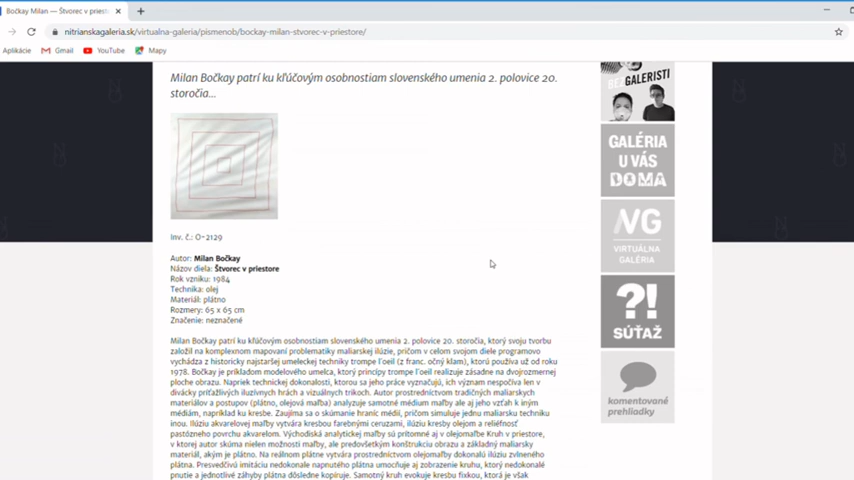 Bočkay Milan — Štvorec v priest
nitrianskagaleria.sk/virtualna-galeria/pismenob/bockay-milan-stvorec-v-priestore/
Aplikácie
Gmail
YouTube
Mapy
Milan Bočkay patrí ku kľúčovým osobnostiam slovenského umenia 2. polovice 20.
storočia...
Inv. č.: O-2129
Autor: Milan Bočkay
Názov diela: Štvorec v priestore
Rok vzniku: 1984
Technika: olej
Materiál: plátno
Rozmery: 65 x 65 cm
Značenie: neznačené
Milan Bočkay patrí ku kľúčovým osobnostiam slovenského umenia 2. polovice 20. storočia, ktorý svoju tvorbu
založil na komplexnom mapovaní problematiky maliarskej ilúzie, pričom v celom svojom diele programovo
vychádza z historicky najstaršej umeleckej techniky trompe l'oeil (z franc. očný klam), ktorú používa už od roku
1978. Bočkay je príkladom modelového umelca, ktorý princípy trompe l'oeil realizuje zásadne na dvojrozmernej
ploche obrazu. Napriek technickej dokonalosti, ktorou sa jeho práce vyznačujú, ich význam nespočíva len v
divácky príťažlivých iluzívnych hrách a vizuálnych trikoch. Autor prostredníctvom tradičných maliarskych
materiálov a postupov (plátno, olejová maľba) analyzuje samotné médium maľby ale aj jeho vzťah k iným
médiám, napríklad ku kresbe. Zaujíma sa o skúmanie hraníc médií, pričom simuluje jednu maliarsku techniku
inou. Ilúziu akvarelovej maľby vytvára kresbou farebnými ceruzami, ilúziu kresby olejom a reliéfnosť
pastózneho povrchu akvarelom. Východiská analytickej maľby sú prítomné aj v olejomaľbe Kruh v priestore,
v ktorej autor skúma nielen možnosti maľby, ale predovšetkým konštrukciu obrazu a základný maliarsky
materiál, akým je plátno. Na reálnom plátne vytvára prostredníctvom olejomaľby dokonalú ilúziu zvlneného
plátna. Presvedčivú imitáciu nedokonale napnutého plátna umocňuje aj zobrazenie kruhu, ktorý nedokonalé
pnutie a jednotlivé záhyby plátna dôsledne kopíruje. Samotný kruh evokuje kresbu fixkou, ktorá je však
GALERISTI
GALÉRIA
U VÁS
DOMA
NG
VIRTUÁLNA
GALÉRIA
?!
SÚŤAŽ
komentované
prehliadky